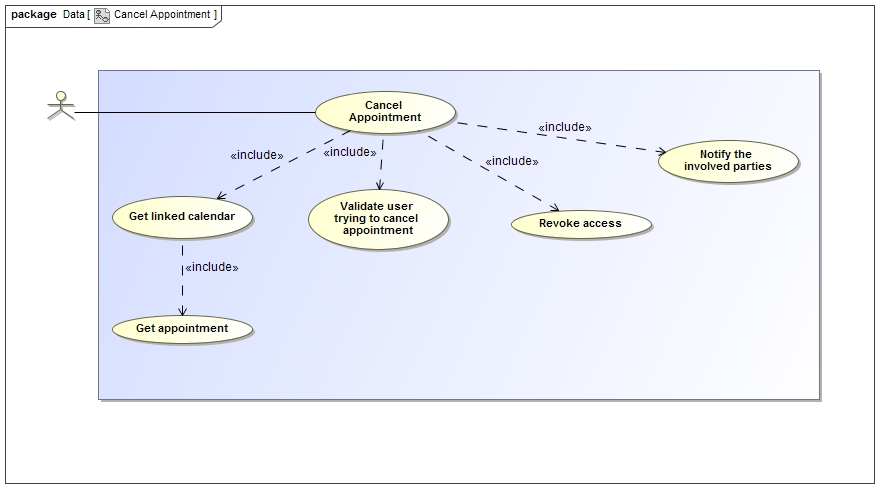 package Data [ Cancel Appointment ]
Cancel
Appointment
«include»
«include»
«include»
«include»
Notify the
involved parties
Get linked calendar
Validate user
trying to cancel
appointment
Revoke access
«include»
Get appointment